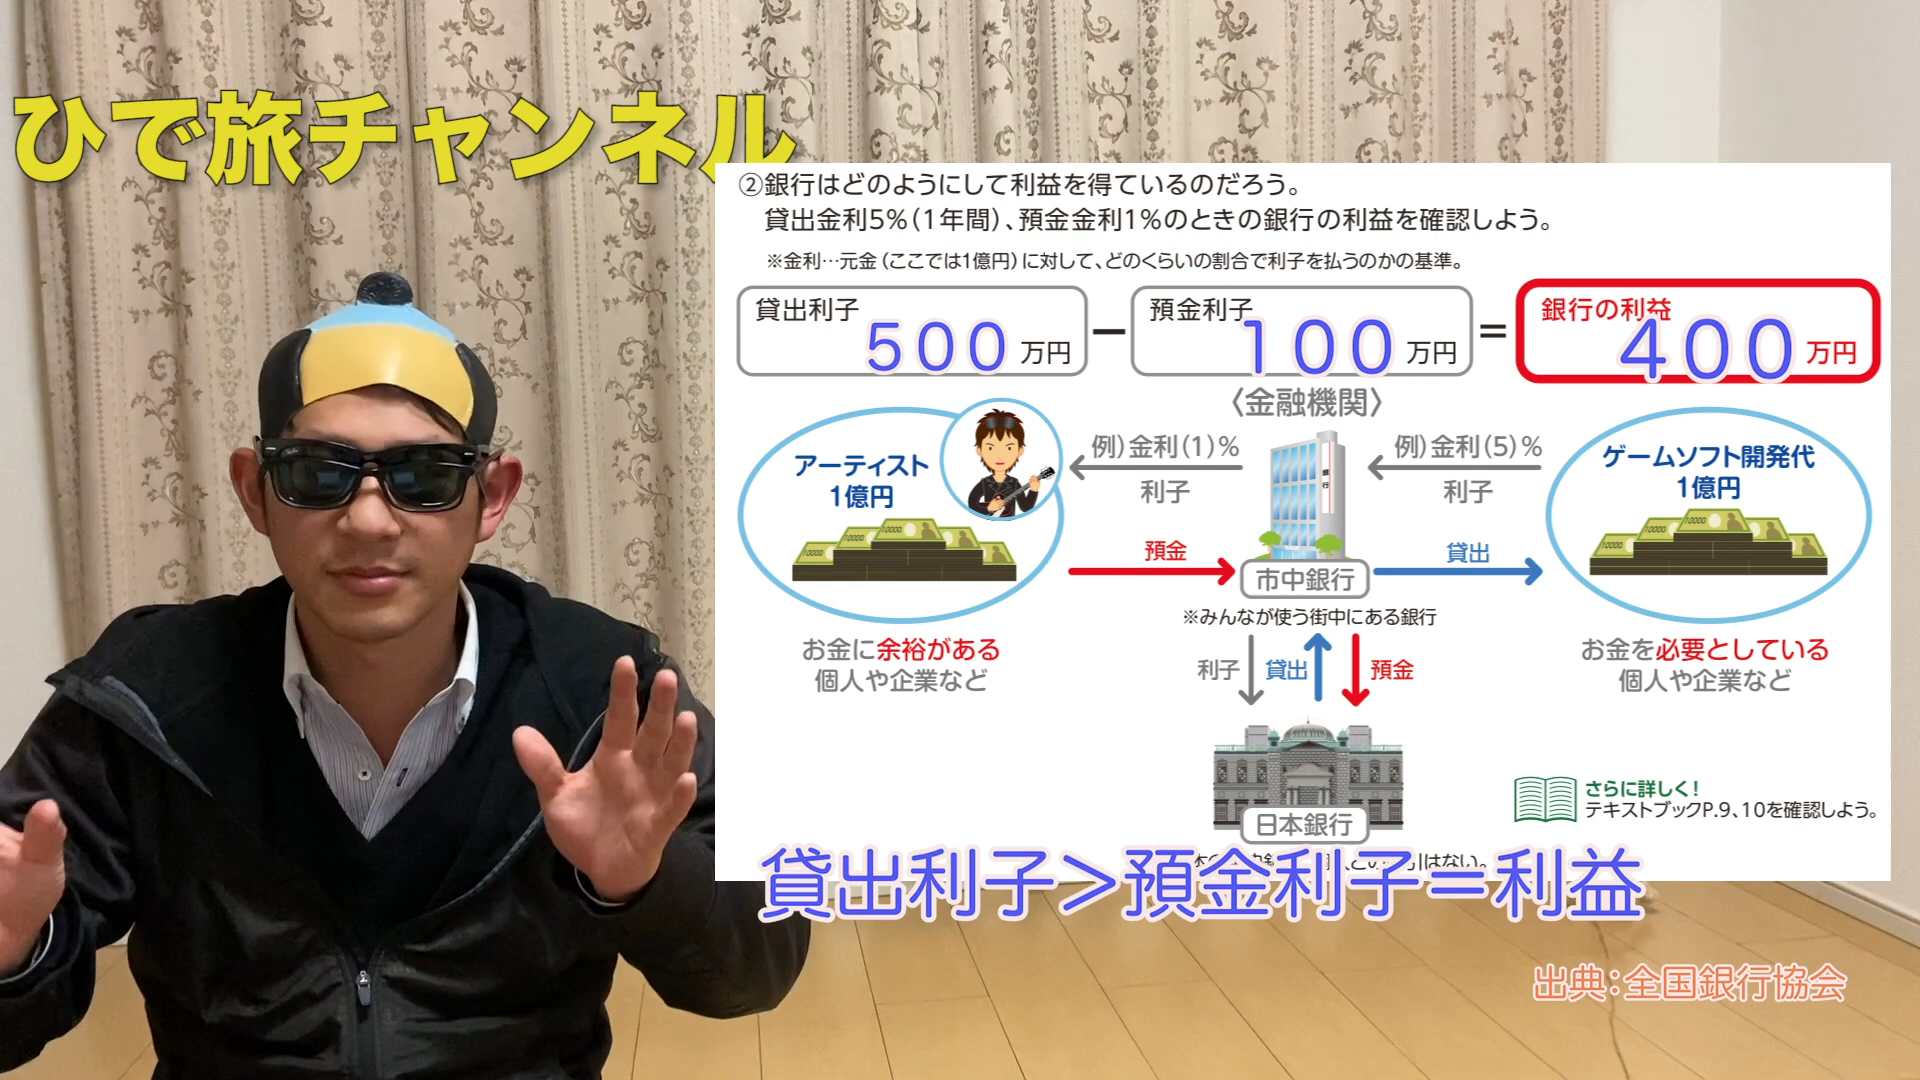 ひで旅チャンネル
②銀行はどのようにして利益を得ているのだろう。
貸出金利5%(1年間)、預金金利1%のときの銀行の利益を確認しよう。
※金利…元金(ここでは1億円)に対して、どのくらいの割合で利子を払うのかの基準。
貸出利子
500万円
ー
預金利子
100万円
=
銀行の利益
400万円
〈金融機関〉
アーティスト
1億円
例)金利(1)%
利子
例)金利(5)%
利子
ゲームソフト開発代
1億円
預金
貸出
市中銀行
※みんなが使う街中にある銀行
お金に余裕がある
個人や企業など
利子
貸出
預金
お金を必要としている
個人や企業など
さらに詳しく!
テキストブックP.9、10を確認しよう。
日本銀行
はない。
貸出利子>預金利子=利益
出典:全国銀行協会